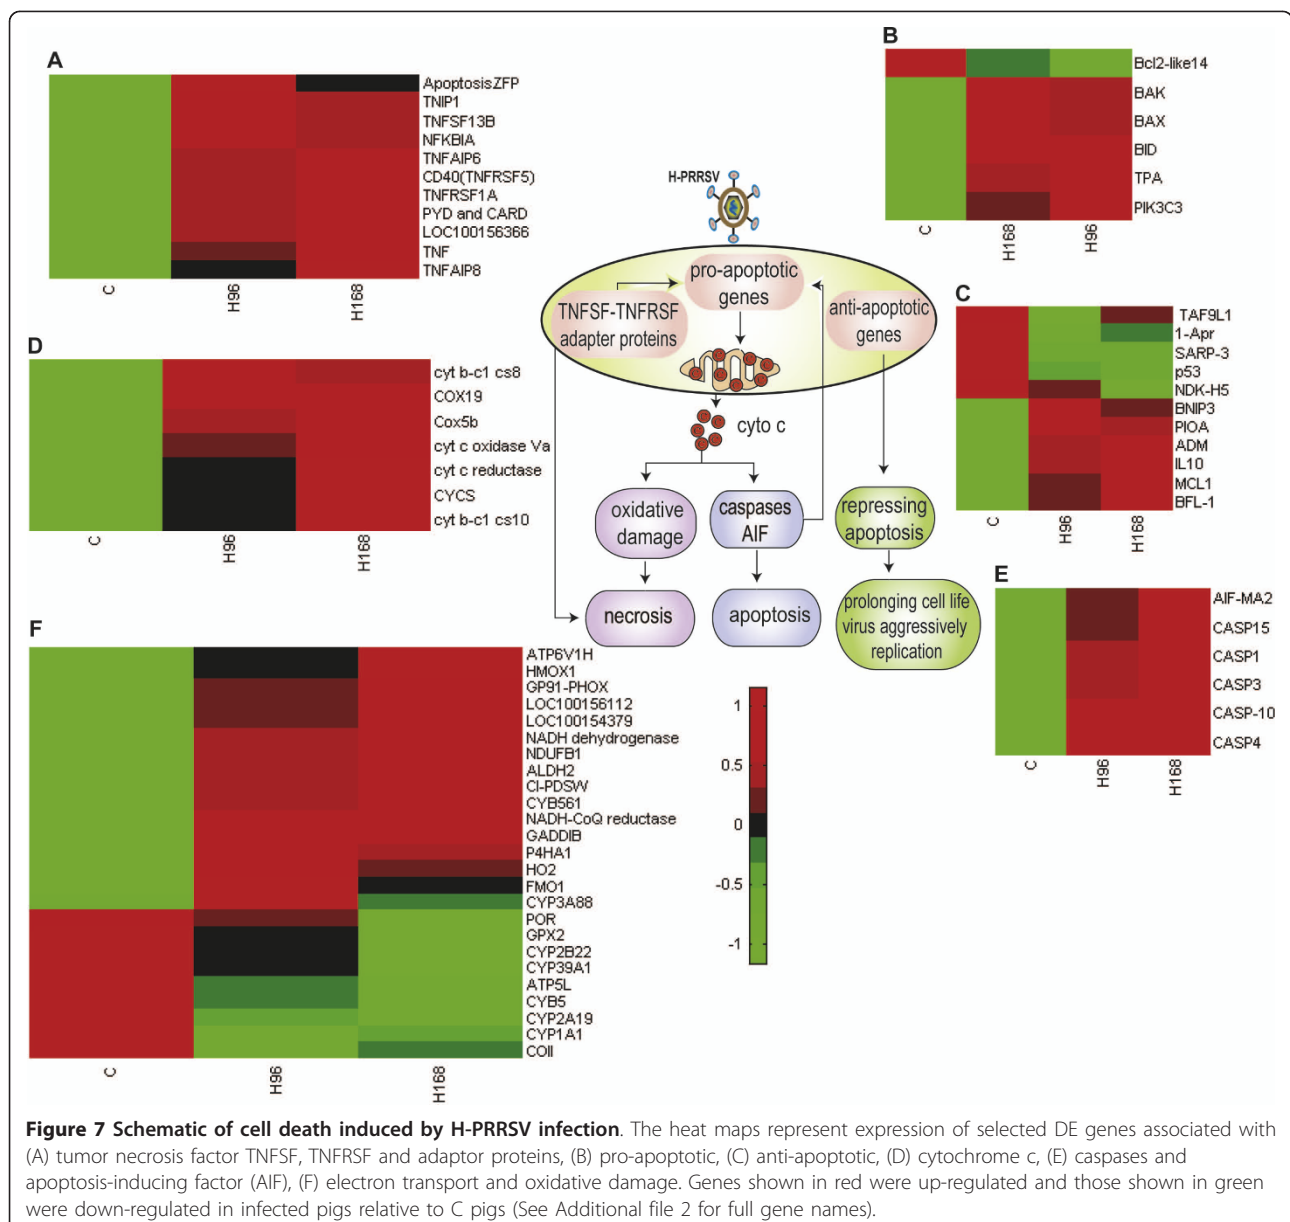 A
ApoptosisZFP
TNIP1
TNFSF13B
NFKBIA
TNFAIP6
CD40(TNFRSF5)
TNFRSF1A
PYD and CARD
LOC100156366
TNF
TNFAIP8
C
H96
H168
B
Bcl2-like14
BAK
BAX
BID
TPA
PIK3C3
C
H168
H96
H-PRRSV
pro-apoptotic
genes
TNFSF-TNFRSF
adapter proteins
anti-apoptotic
genes
cyto c
oxidative
damage
caspases
AIF
repressing
apoptosis
necrosis
apoptosis
prolonging cell life
virus aggressively
replication
C
TAF9L1
1-Apr
SARP-3
p53
NDK-H5
BNIP3
PIOA
ADM
IL10
MCL1
BFL-1
C
H96
H168
D
cyt b-c1 cs8
COX19
Cox5b
cyt c oxidase Va
cyt c reductase
CYCS
cyt b-c1 cs10
C
H96
H168
E
AIF-MA2
CASP15
CASP1
CASP3
CASP-10
CASP4
C
H96
H168
F
ATP6V1H
HMOX1
GP91-PHOX
LOC100156112
LOC100154379
NADH dehydrogenase
NDUFB1
ALDH2
CI-PDSW
CYB561
NADH-CoQ reductase
GADDIB
P4HA1
HO2
FMO1
CYP3A88
POR
GPX2
CYP2B22
CYP39A1
ATP5L
CYB5
CYP2A19
CYP1A1
COII
C
H96
H168
1
0.5
0
-0.5
-1
Figure 7 Schematic of cell death induced by H-PRRSV infection. The heat maps represent expression of selected DE genes associated with
(A) tumor necrosis factor TNFSF, TNFRSF and adaptor proteins, (B) pro-apoptotic, (C) anti-apoptotic, (D) cytochrome c, (E) caspases and
apoptosis-inducing factor (AIF), (F) electron transport and oxidative damage. Genes shown in red were up-regulated and those shown in green
were down-regulated in infected pigs relative to C pigs (See Additional file 2 for full gene names).